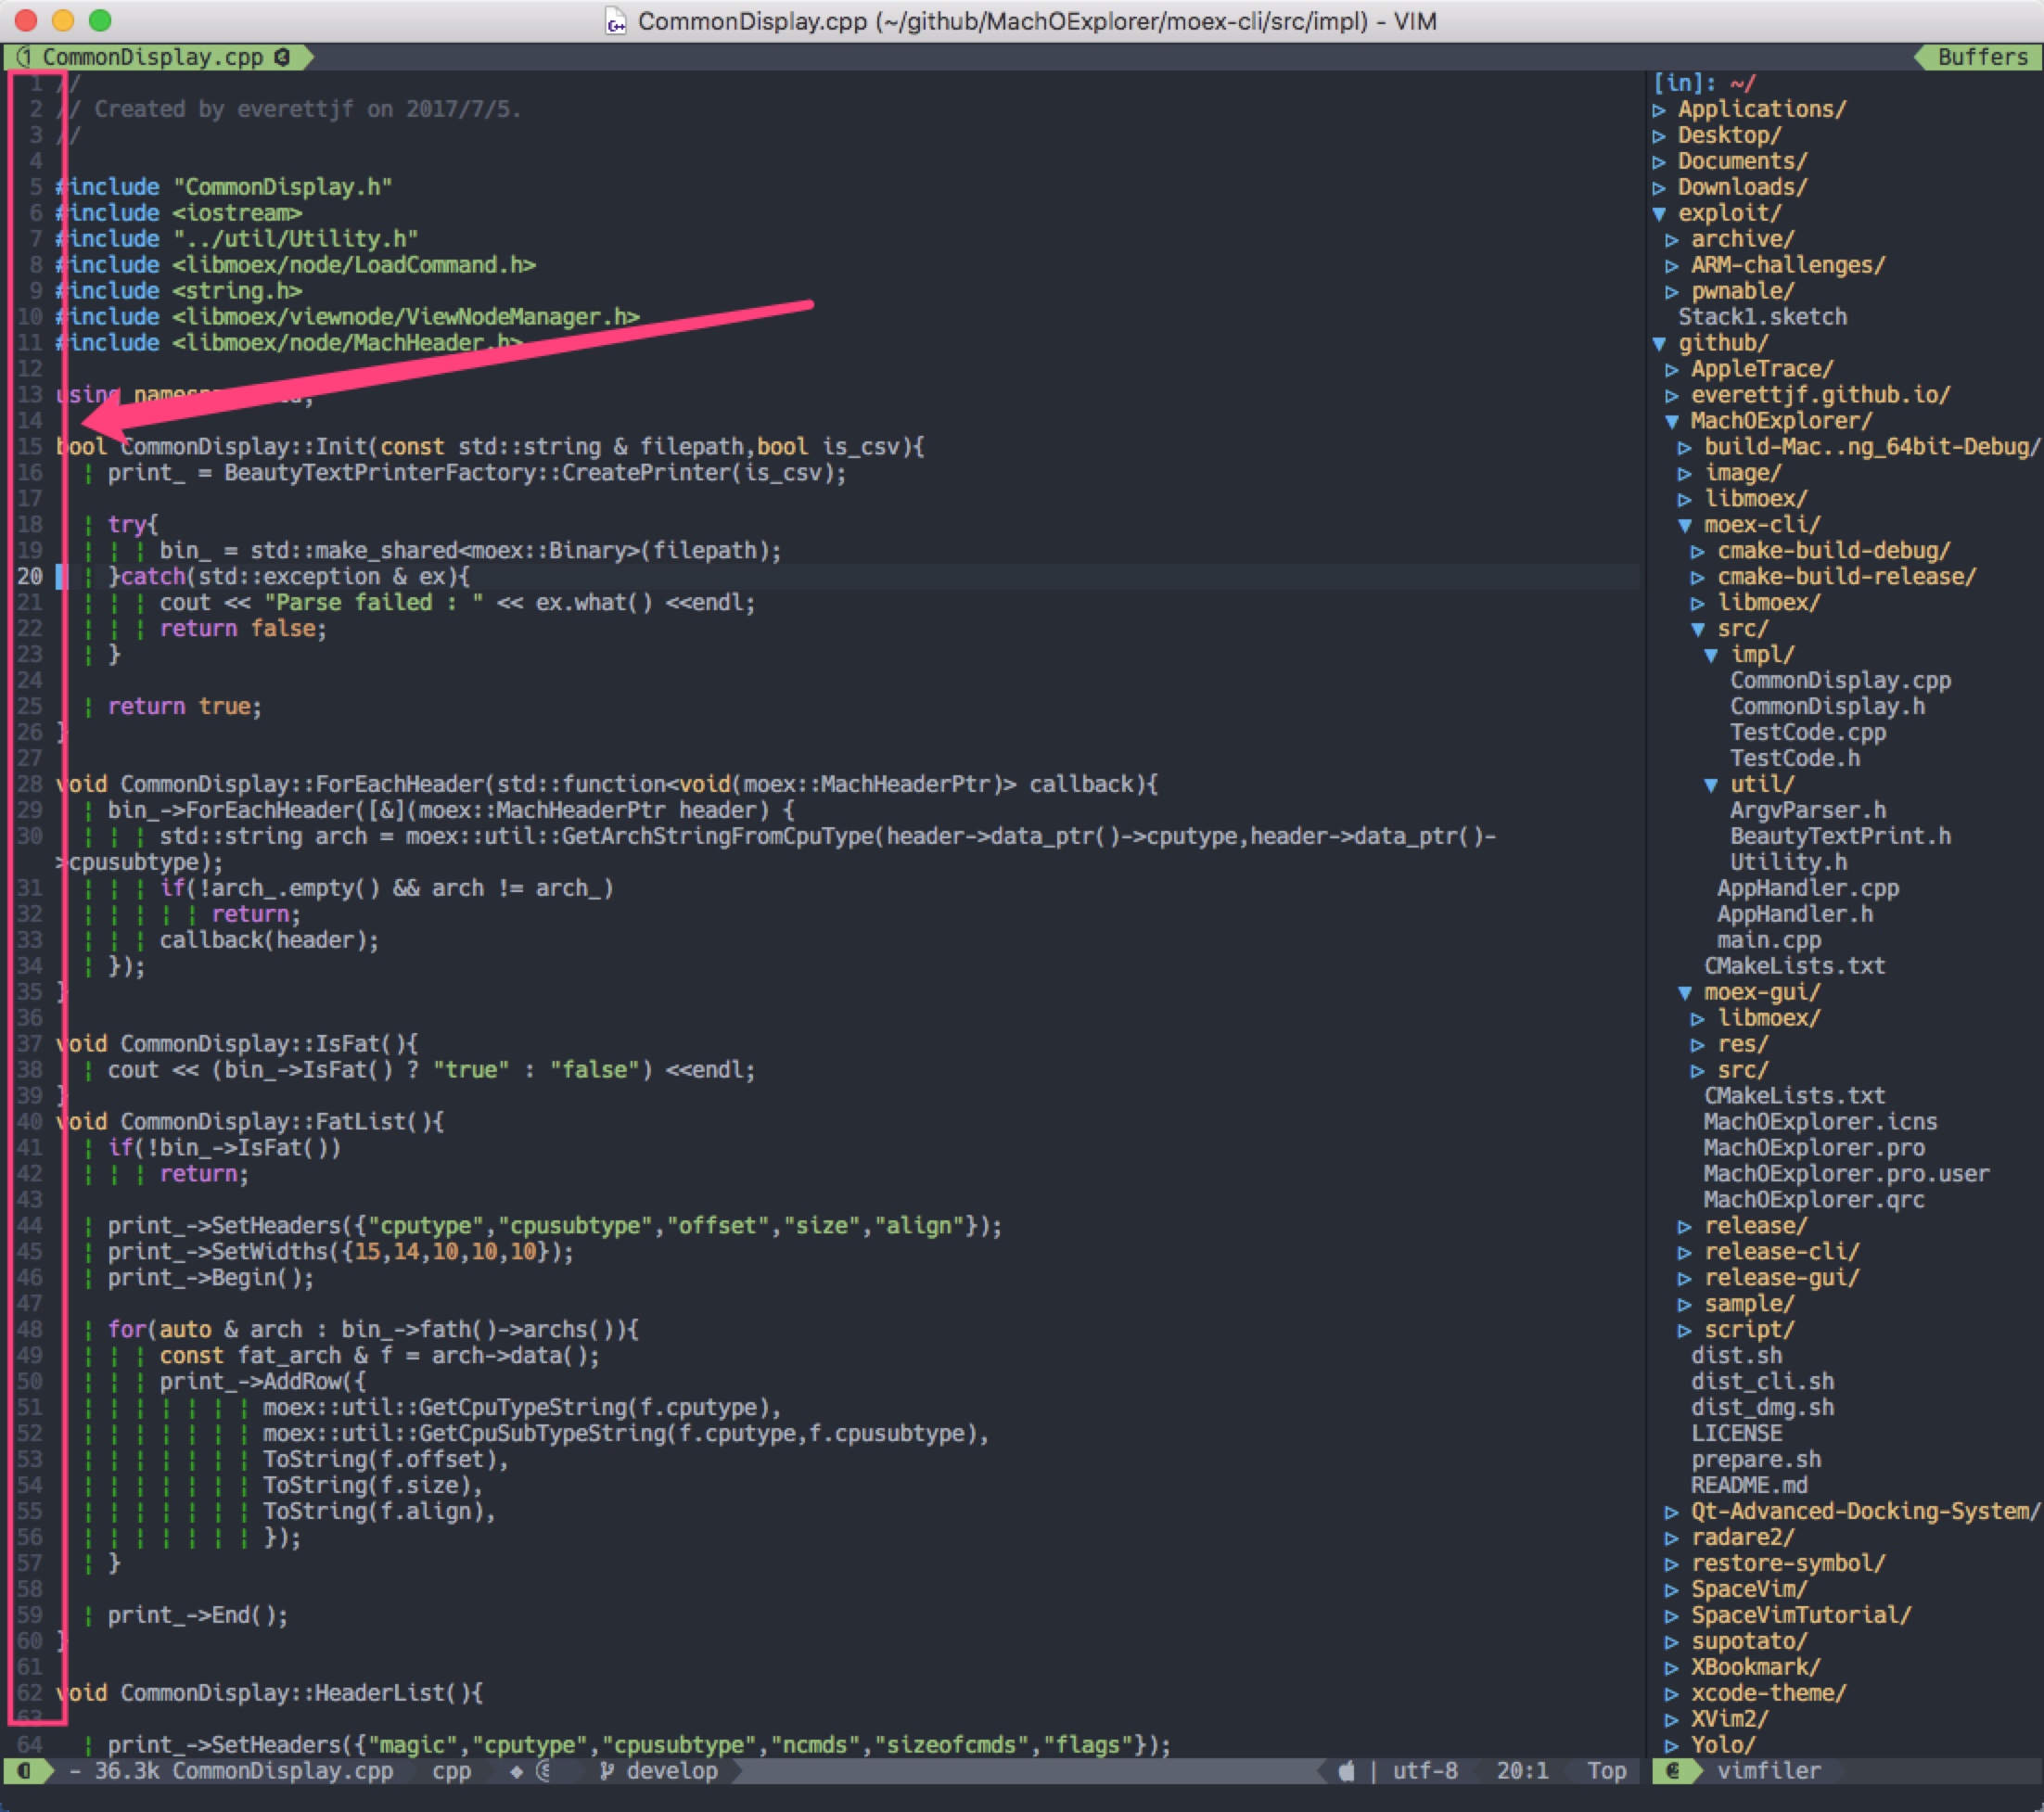 CommonDisplay.cpp (~/github/MachOExplorer/moex-cli/src/impl) - VIM
CommonDisplay.cpp
Buffers
1 //
2 // Created by everettjf on 2017/7/5.
3 //
4
5 #include "CommonDisplay.h"
6 #include <iostream>
7 #include "../util/Utility.h"
8 #include <libmoex/node/LoadCommand.h>
9 #include <string.h>
10 #include <libmoex/viewnode/ViewNodeManager.h>
11 #include <libmoex/node/MachHeader.h>
12
13 using
14
15 bool CommonDisplay::Init(const std::string & filepath,bool is_csv){
16 print_ = BeautyTextPrinterFactory::CreatePrinter(is_csv);
17
18 try{
19 bin_ = std::make_shared<moex::Binary>(filepath);
20 }catch(std::exception & ex){
21 cout << "Parse failed : " << ex.what() <<endl;
22 return false;
23 }
24
25 return true;
26 }
27
28 void CommonDisplay::ForEachHeader(std::function<void(moex::MachHeaderPtr)> callback){
29 bin_->ForEachHeader([&](moex::MachHeaderPtr header) {
30 std::string arch = moex::util::GetArchStringFromCpuType(header->data_ptr()->cputype,header->data_ptr()-
>cpusubtype);
31 if(!arch_.empty() && arch != arch_)
32 return;
33 callback(header);
34 });
35 }
36
37 void CommonDisplay::IsFat(){
38 cout << (bin_->IsFat() ? "true" : "false") <<endl;
39 }
40 void CommonDisplay::FatList(){
41 if(!bin_->IsFat())
42 return;
43
44 print_->SetHeaders({"cputype","cpusubtype","offset","size","align"});
45 print_->SetWidths({15,14,10,10,10});
46 print_->Begin();
47
48 for(auto & arch : bin_->fath()->archs()){
49 const fat_arch & f = arch->data();
50 print_->AddRow({
51 moex::util::GetCpuTypeString(f.cputype),
52 moex::util::GetCpuSubTypeString(f.cputype,f.cpusubtype),
53 ToString(f.offset),
54 ToString(f.size),
55 ToString(f.align),
56 });
57 }
58
59 print_->End();
60 }
61
62 void CommonDisplay::HeaderList(){
63
64 print_->SetHeaders({"magic","cputype","cpusubtype","ncmds","sizeofcmds","flags"});
[in]: ~/
Applications/
Desktop/
Documents/
Downloads/
exploit/
archive/
ARM-challenges/
pwnable/
Stack1.sketch
github/
AppleTrace/
everettjf.github.io/
MachOExplorer/
build-Mac..ng_64bit-Debug/
image/
libmoex/
moex-cli/
cmake-build-debug/
cmake-build-release/
libmoex/
src/
impl/
CommonDisplay.cpp
CommonDisplay.h
TestCode.cpp
TestCode.h
util/
ArgvParser.h
BeautyTextPrint.h
Utility.h
AppHandler.cpp
AppHandler.h
main.cpp
CMakeLists.txt
moex-gui/
libmoex/
res/
src/
CMakeLists.txt
MachOExplorer.icns
MachOExplorer.pro
MachOExplorer.pro.user
MachOExplorer.qrc
release/
release-cli/
release-gui/
sample/
script/
dist.sh
dist_cli.sh
dist_dmg.sh
LICENSE
prepare.sh
README.md
Qt-Advanced-Docking-System/
radare2/
restore-symbol/
SpaceVim/
SpaceVimTutorial/
supotato/
XBookmark/
xcode-theme/
XVim2/
Yolo/
- 36.3k CommonDisplay.cpp cpp develop | utf-8 20:1 Top
vimfiler